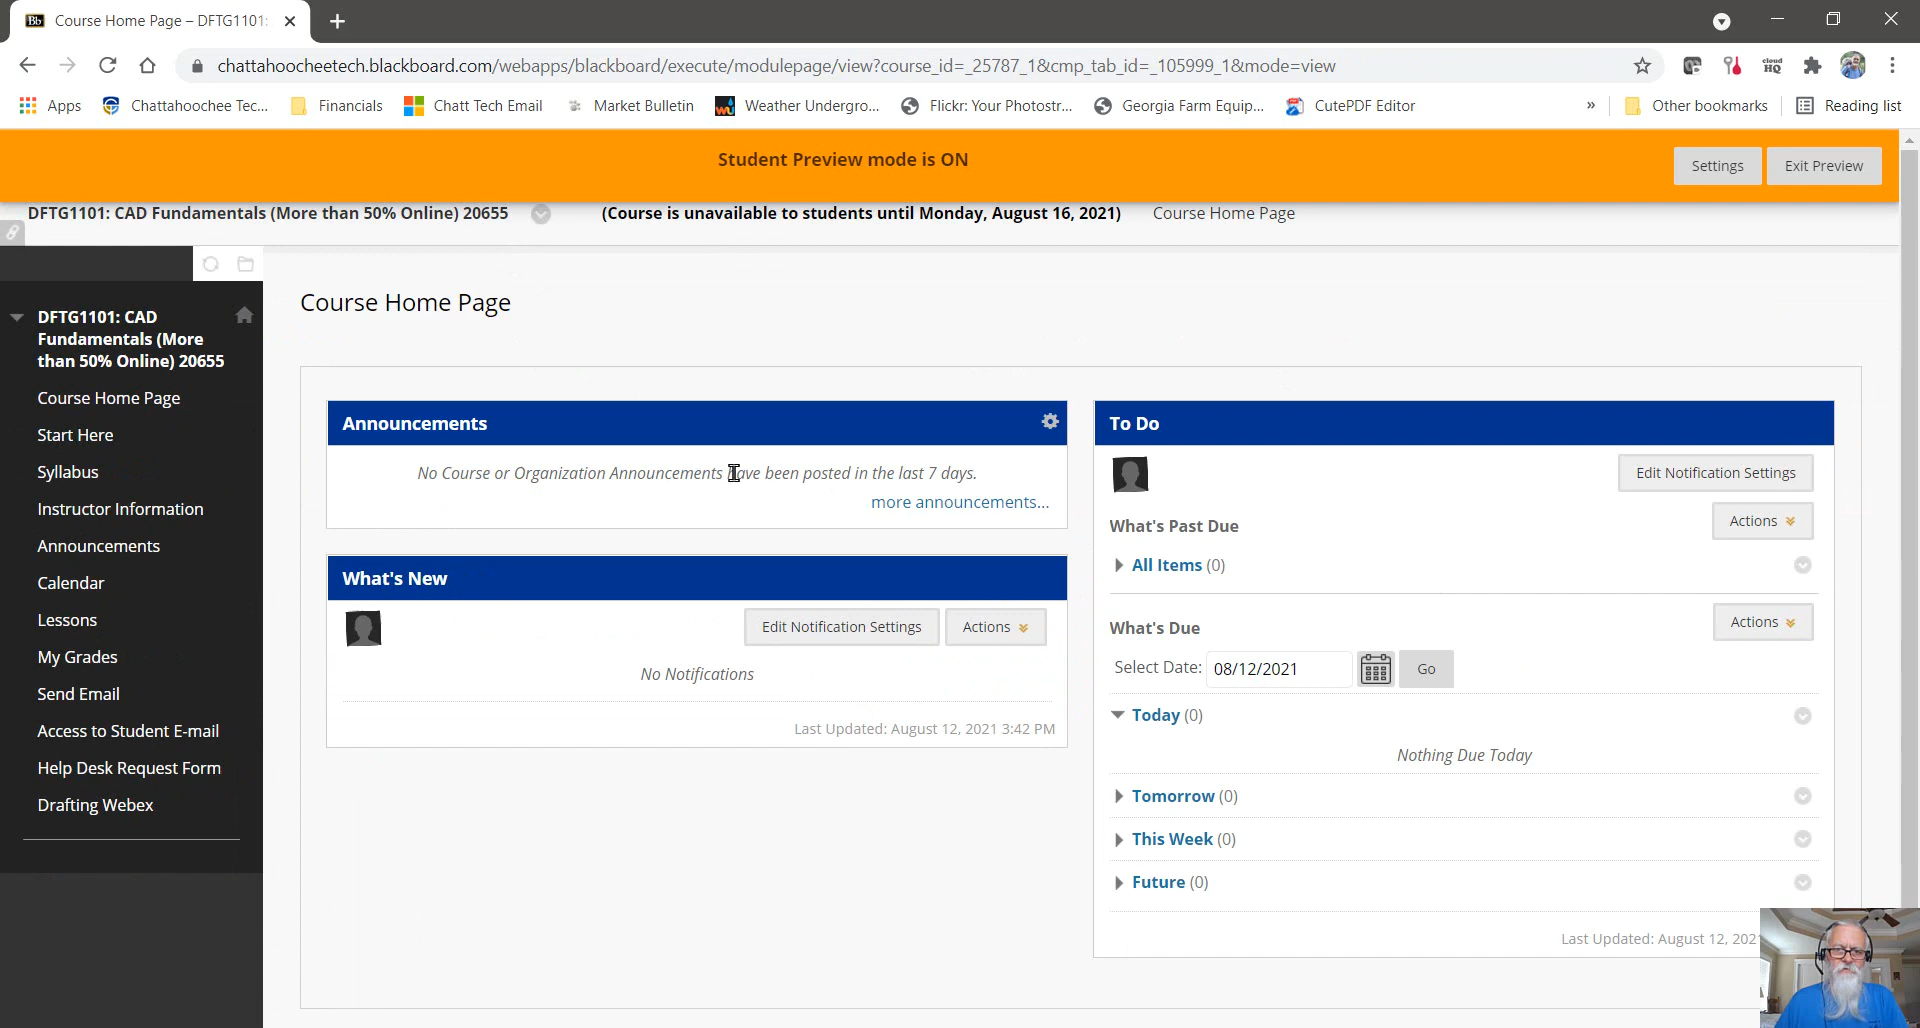 Bb Course Home Page – DFTG1101:
chattahoocheetech.blackboard.com/webapps/blackboard/execute/modulepage/view?course_id=_25787_1&cmp_tab_id=_105999_1&mode=view
cloud HQ
Apps Chattahoochee Tec... Financials Chatt Tech Email Market Bulletin Weather Undergro... Flickr: Your Photostr... Georgia Farm Equip... CutePDF Editor » Other bookmarks Reading list
Student Preview mode is ON
Settings Exit Preview
DFTG1101: CAD Fundamentals (More than 50% Online) 20655 (Course is unavailable to students until Monday, August 16, 2021) Course Home Page
DFTG1101: CAD
Fundamentals (More
than 50% Online) 20655
Course Home Page
Start Here
Syllabus
Instructor Information
Announcements
Calendar
Lessons
My Grades
Send Email
Access to Student E-mail
Help Desk Request Form
Drafting Webex
Course Home Page
Announcements
No Course or Organization Announcements have been posted in the last 7 days.
more announcements...
What's New
Edit Notification Settings Actions
No Notifications
Last Updated: August 12, 2021 3:42 PM
To Do
Edit Notification Settings
What's Past Due Actions
All Items (0)
What's Due Actions
Select Date: 08/12/2021 Go
Today (0)
Nothing Due Today
Tomorrow (0)
This Week (0)
Future (0)
Last Updated: August 12, 202